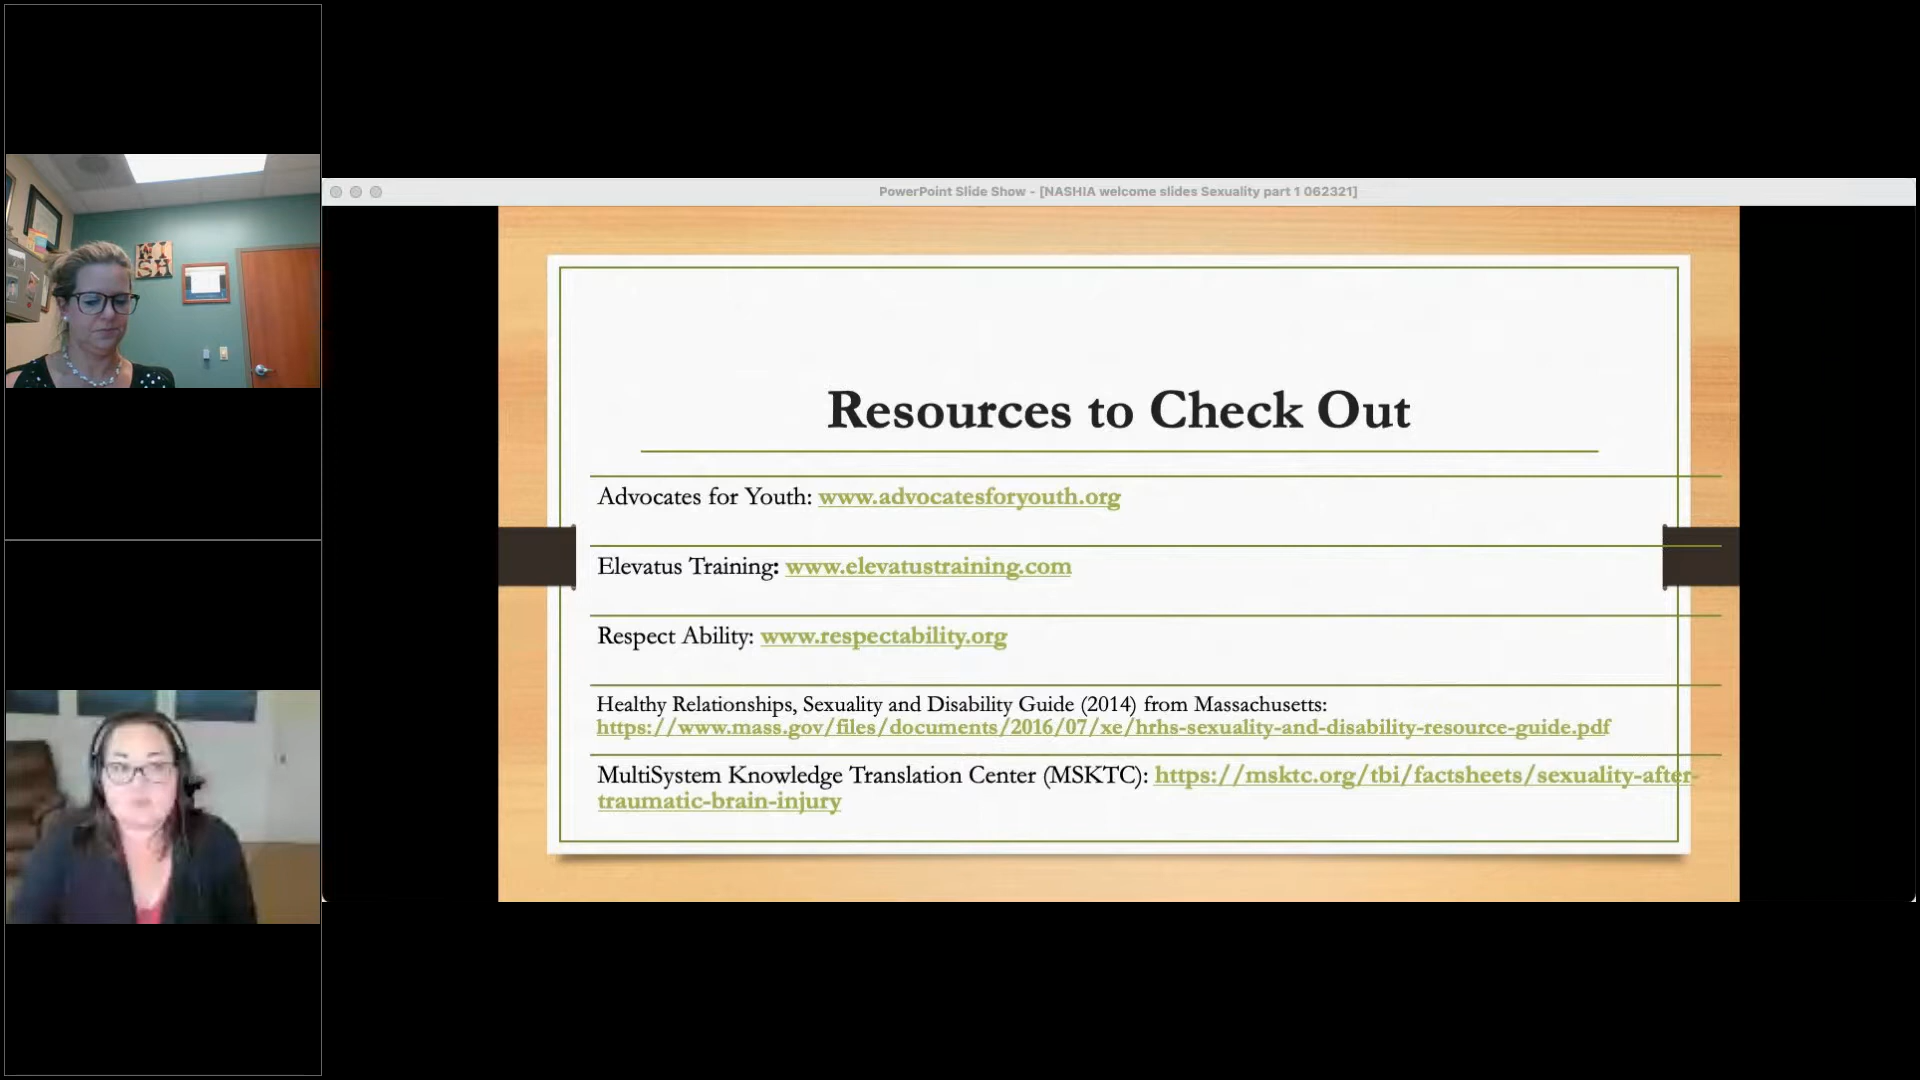 PowerPoint Slide Show - [NASHIA welcome slides Sexuality part 1 062321]
WI
SH
Resources to Check Out
Advocates for Youth: www.advocatesforyouth.org
Elevatus Training: www.elevatustraining.com
Respect Ability: www.respectability.org
Healthy Relationships, Sexuality and Disability Guide (2014) from Massachusetts:
https://www.mass.gov/files/documents/2016/07/xe/hrhs-sexuality-and-disability-resource-guide.pdf
MultiSystem Knowledge Translation Center (MSKTC): https://msktc.org/tbi/factsheets/sexuality-after-
traumatic-brain-injury